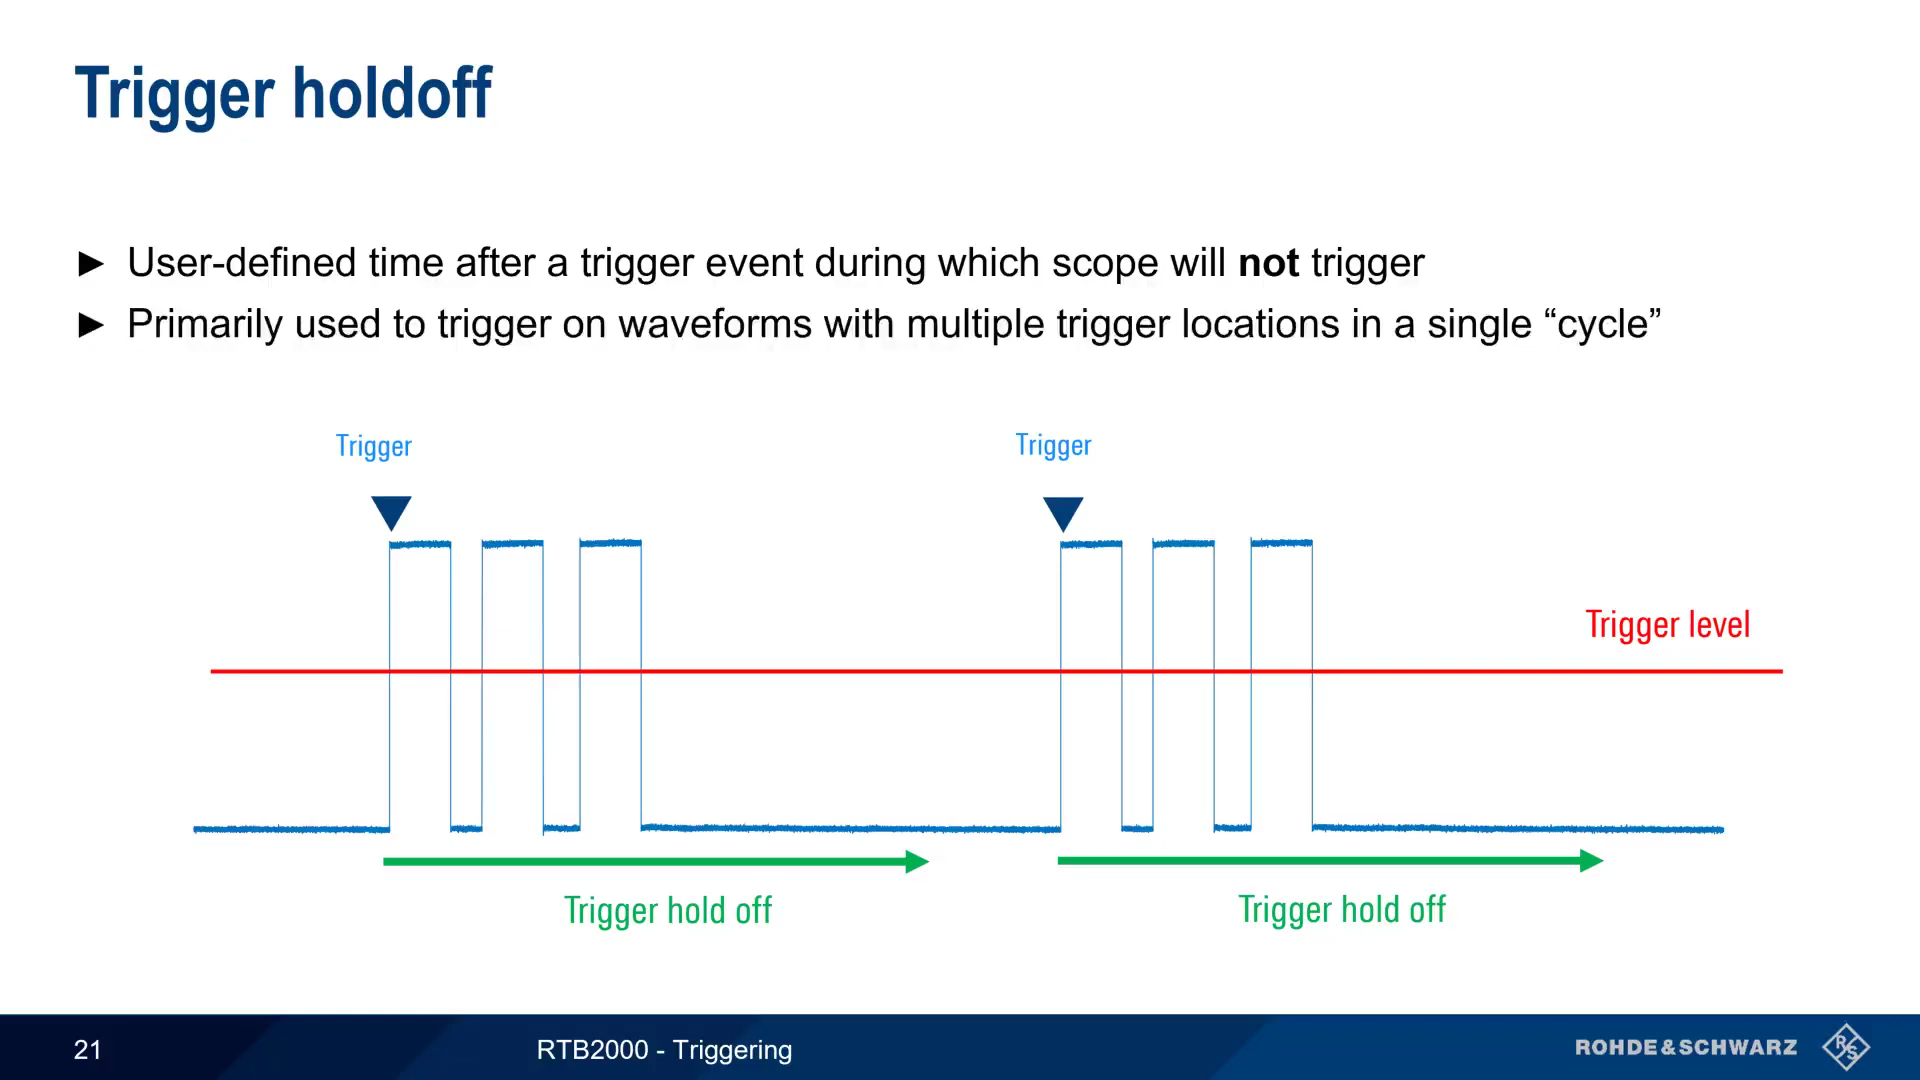 Trigger holdoff
► User-defined time after a trigger event during which scope will not trigger
► Primarily used to trigger on waveforms with multiple trigger locations in a single “cycle”
Trigger
Trigger
Trigger level
Trigger hold off
Trigger hold off
21
RTB2000 - Triggering
ROHDE&SCHWARZ
R&S